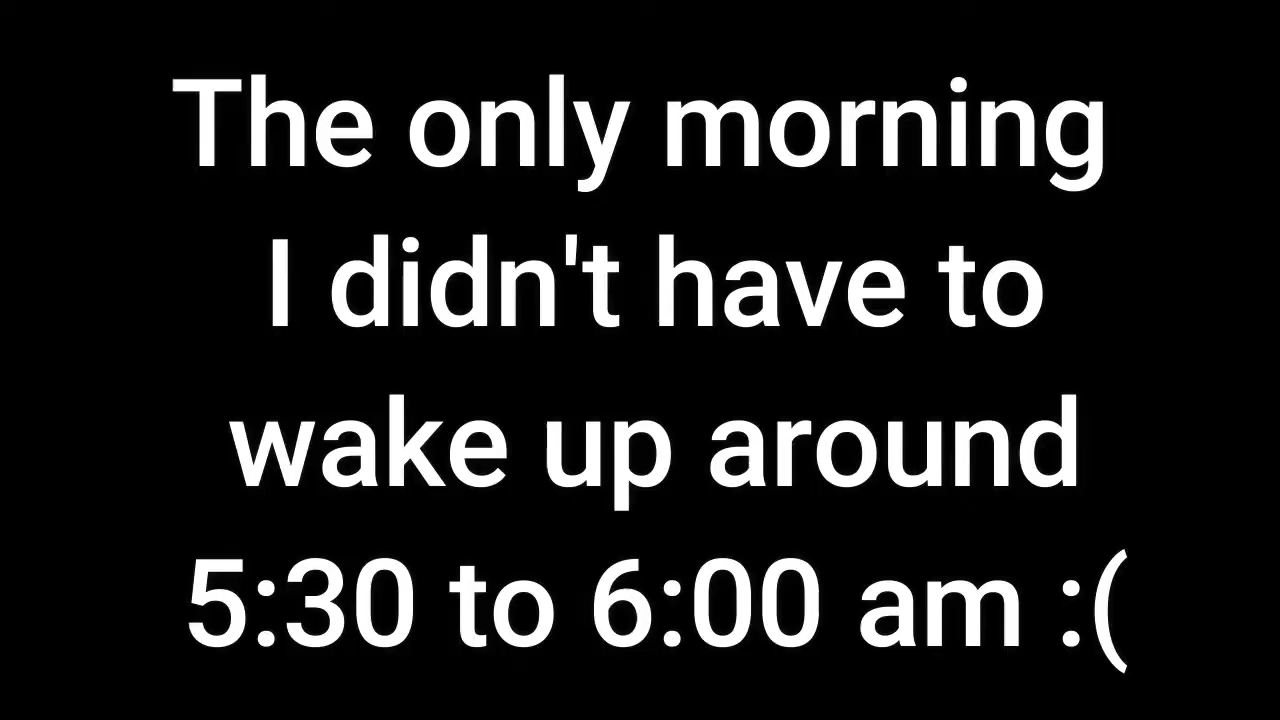 The only morning
I didn't have to
wake up around
5:30 to 6:00 am :(